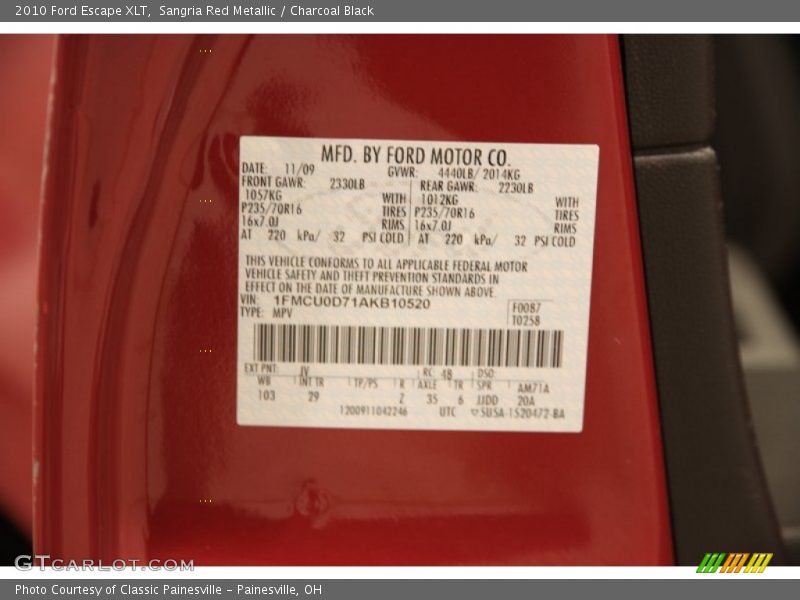 2010 Ford Escape XLT, Sangria Red Metallic / Charcoal Black
MFD. BY FORD MOTOR CO.
DATE: 11/09 GVWR: 4440LB/ 2014KG
FRONT GAWR: 2330LB REAR GAWR: 2230LB
1057KG WITH 1012KG WITH
P235/70R16 TIRES P235/70R16 TIRES
16x7.0J RIMS 16x7.0J RIMS
AT 220 kPa/ 32 PSI COLD AT 220 kPa/ 32 PSI COLD
THIS VEHICLE CONFORMS TO ALL APPLICABLE FEDERAL MOTOR
VEHICLE SAFETY AND THEFT PREVENTION STANDARDS IN
EFFECT ON THE DATE OF MANUFACTURE SHOWN ABOVE.
VIN: 1FMCU0D71AKB10520
TYPE: MPV
F0087
T0258
EXT PNT: JV RC: 48 DSO:
WB INT TR TP/PS R AXLE TR SPR AM71A
103 29 Z 35 6 JJDD 20A
1200911042246 UTC ▽SU5A-1520472-BA
GTCARLOT.COM
Photo Courtesy of Classic Painesville - Painesville, OH